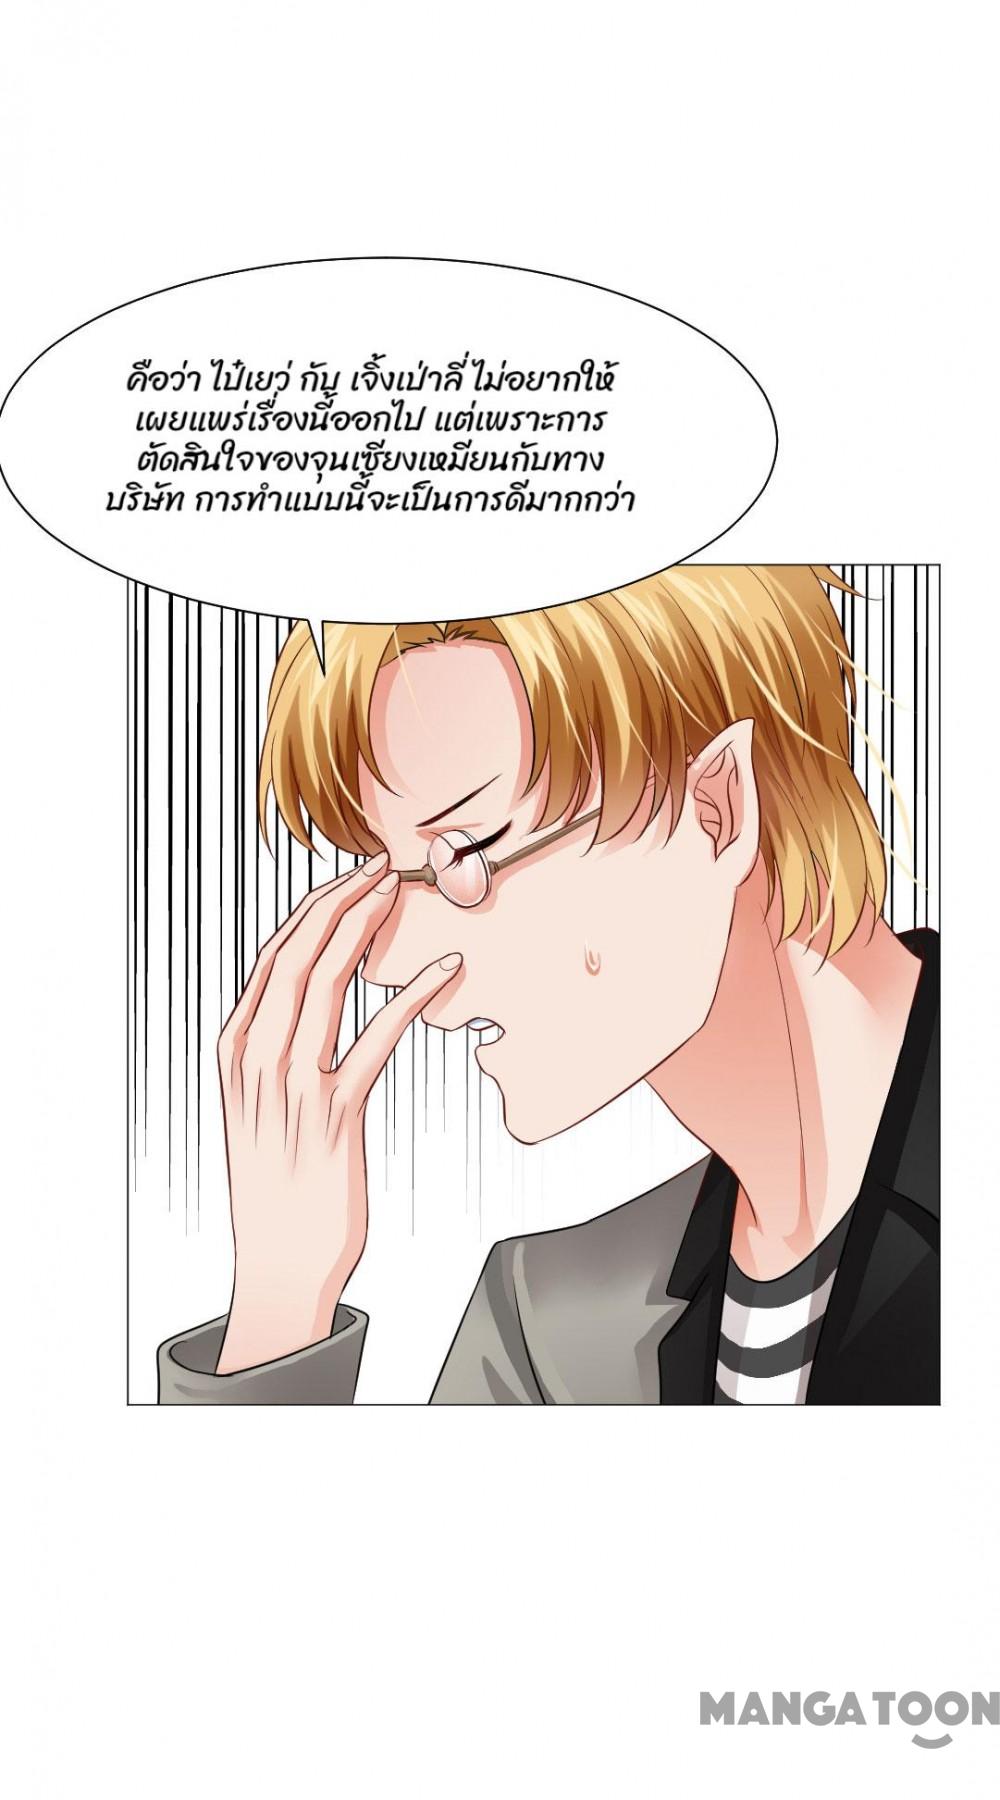 คือว่า ไป๋เยว่ กับ เจิ้งเป่าลี่ ไม่อยากให้
เผยแพร่เรื่องนี้ออกไป แต่เพราะการ
ตัดสินใจของจุนเซียงเหมียนกับทาง
บริษัท การทำแบบนี้จะเป็นการดีมากกว่า
MANGATOON